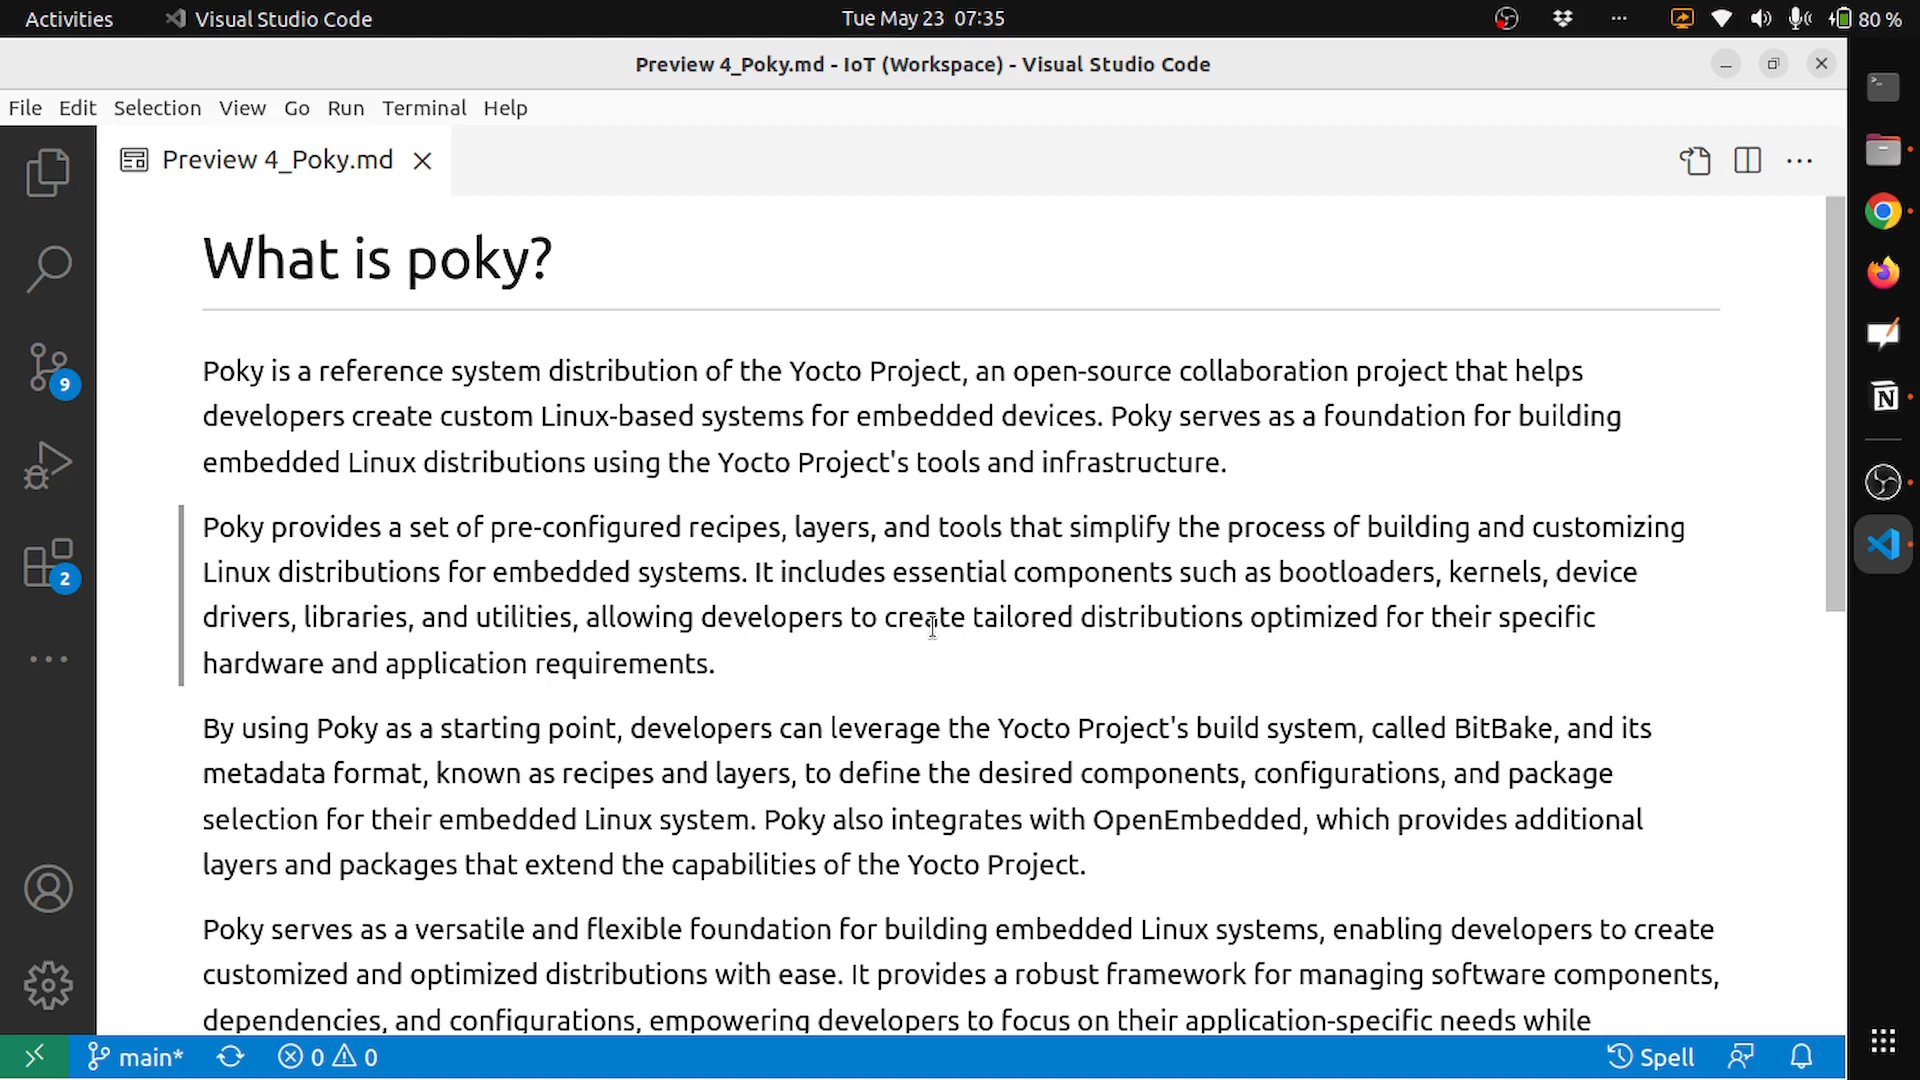 Activities Visual Studio Code Tue May 23 07:35 80 %
Preview 4_Poky.md - IoT (Workspace) - Visual Studio Code
File Edit Selection View Go Run Terminal Help
Preview 4_Poky.md
What is poky?
Poky is a reference system distribution of the Yocto Project, an open-source collaboration project that helps
developers create custom Linux-based systems for embedded devices. Poky serves as a foundation for building
embedded Linux distributions using the Yocto Project's tools and infrastructure.
Poky provides a set of pre-configured recipes, layers, and tools that simplify the process of building and customizing
Linux distributions for embedded systems. It includes essential components such as bootloaders, kernels, device
drivers, libraries, and utilities, allowing developers to create tailored distributions optimized for their specific
hardware and application requirements.
By using Poky as a starting point, developers can leverage the Yocto Project's build system, called BitBake, and its
metadata format, known as recipes and layers, to define the desired components, configurations, and package
selection for their embedded Linux system. Poky also integrates with OpenEmbedded, which provides additional
layers and packages that extend the capabilities of the Yocto Project.
Poky serves as a versatile and flexible foundation for building embedded Linux systems, enabling developers to create
customized and optimized distributions with ease. It provides a robust framework for managing software components,
dependencies, and configurations, empowering developers to focus on their application-specific needs while
9
2
main* 0 0 Spell